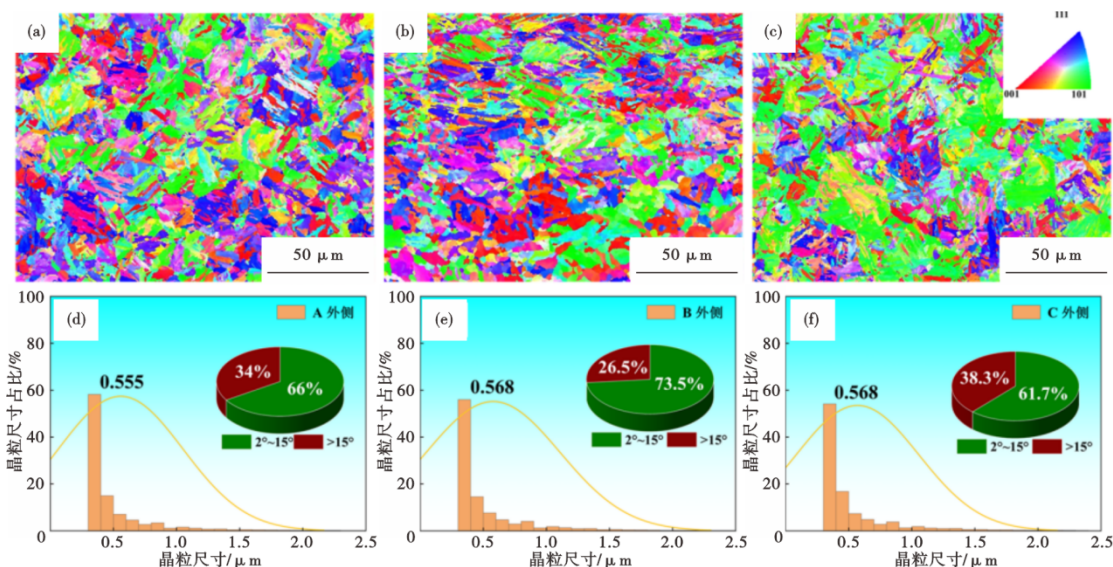 (a)
(b)
(c)
111
001
101
50 μm
50 μm
50 μm
(d)
A 外侧
0.555
34%
66%
2°~15°
>15°
晶粒尺寸占比/%
100
80
60
40
20
0
0.5
1.0
1.5
2.0
2.5
晶粒尺寸/μm
(e)
B 外侧
0.568
26.5%
73.5%
2°~15°
>15°
晶粒尺寸占比/%
100
80
60
40
20
0
0.5
1.0
1.5
2.0
2.5
晶粒尺寸/μm
(f)
C 外侧
0.568
38.3%
61.7%
2°~15°
>15°
晶粒尺寸占比/%
100
80
60
40
20
0
0.5
1.0
1.5
2.0
2.5
晶粒尺寸/μm